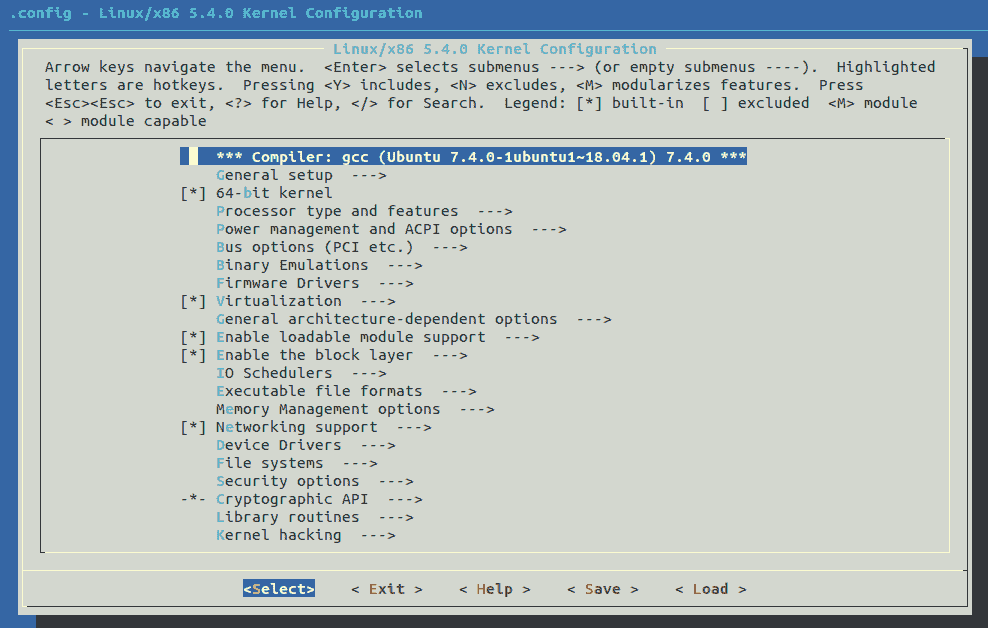 .config - Linux/x86 5.4.0 Kernel Configuration
Linux/x86 5.4.0 Kernel Configuration
Arrow keys navigate the menu.  <Enter> selects submenus ---> (or empty submenus ----).  Highlighted
letters are hotkeys.  Pressing <Y> includes, <N> excludes, <M> modularizes features.  Press
<Esc><Esc> to exit, <?> for Help, </> for Search.  Legend: [*] built-in  [ ] excluded  <M> module
< > module capable
*** Compiler: gcc (Ubuntu 7.4.0-1ubuntu1~18.04.1) 7.4.0 ***
General setup  --->
[*] 64-bit kernel
Processor type and features  --->
Power management and ACPI options  --->
Bus options (PCI etc.)  --->
Binary Emulations  --->
Firmware Drivers  --->
[*] Virtualization  --->
General architecture-dependent options  --->
[*] Enable loadable module support  --->
[*] Enable the block layer  --->
IO Schedulers  --->
Executable file formats  --->
Memory Management options  --->
[*] Networking support  --->
Device Drivers  --->
File systems  --->
Security options  --->
-*- Cryptographic API  --->
Library routines  --->
Kernel hacking  --->
<Select>    < Exit >    < Help >    < Save >    < Load >